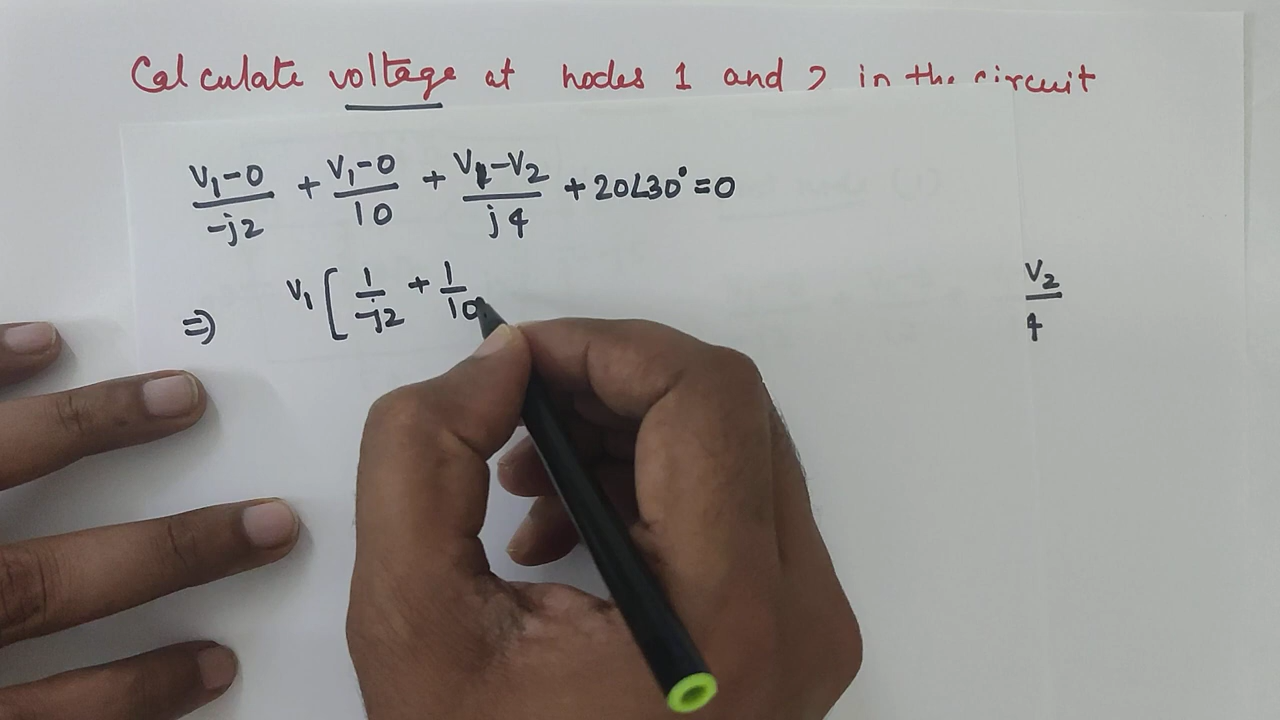 Calculate voltage at nodes 1 and 2 in the circuit
V₁-0/-j2 + V₁-0/10 + V₁-V₂/j4 + 20∠30°=0
⇒ V₁[1/-j2 + 1/10
V₂/4